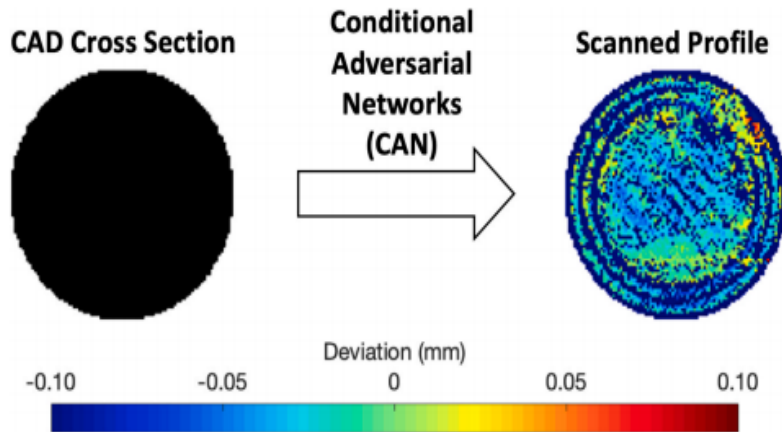 CAD Cross Section
Conditional
Adversarial
Networks
(CAN)
Scanned Profile
Deviation (mm)
-0.10 -0.05 0 0.05 0.10